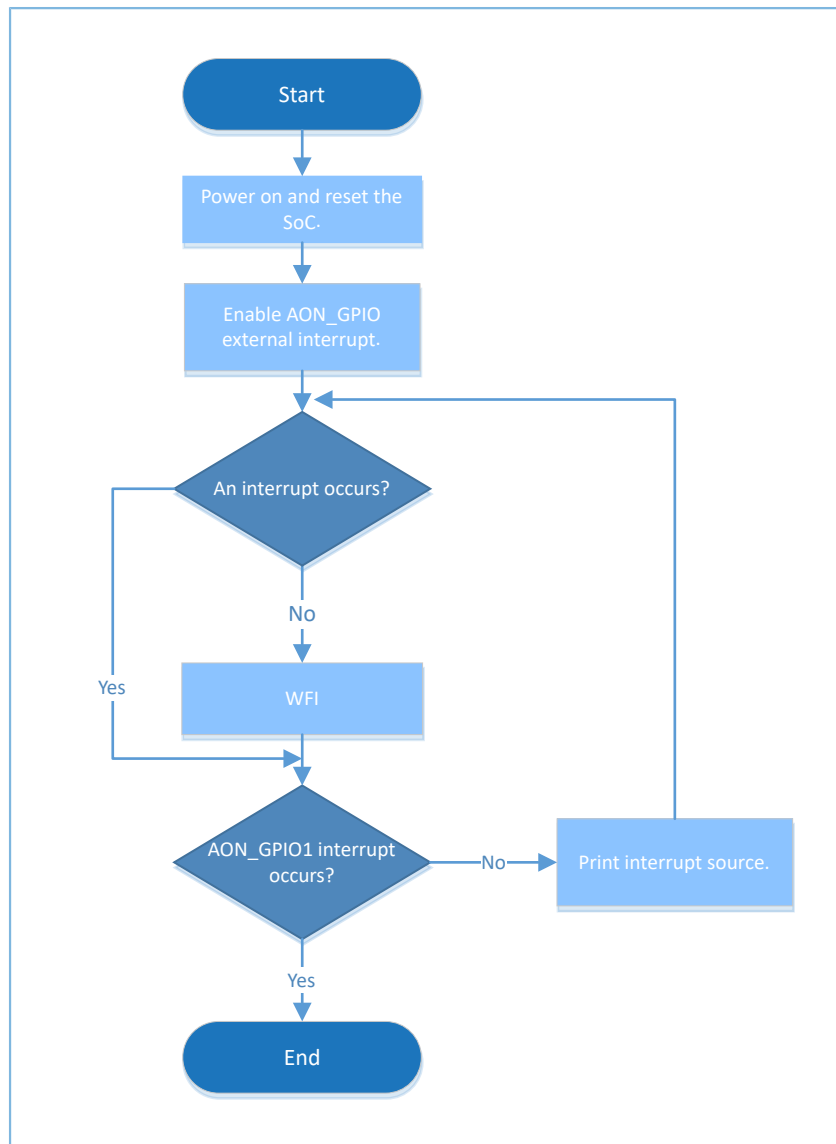 Start
Power on and reset the
SoC.
Enable AON_GPIO
external interrupt.
An interrupt occurs?
No
Yes
WFI
AON_GPIO1 interrupt
occurs?
No
Print interrupt source.
Yes
End